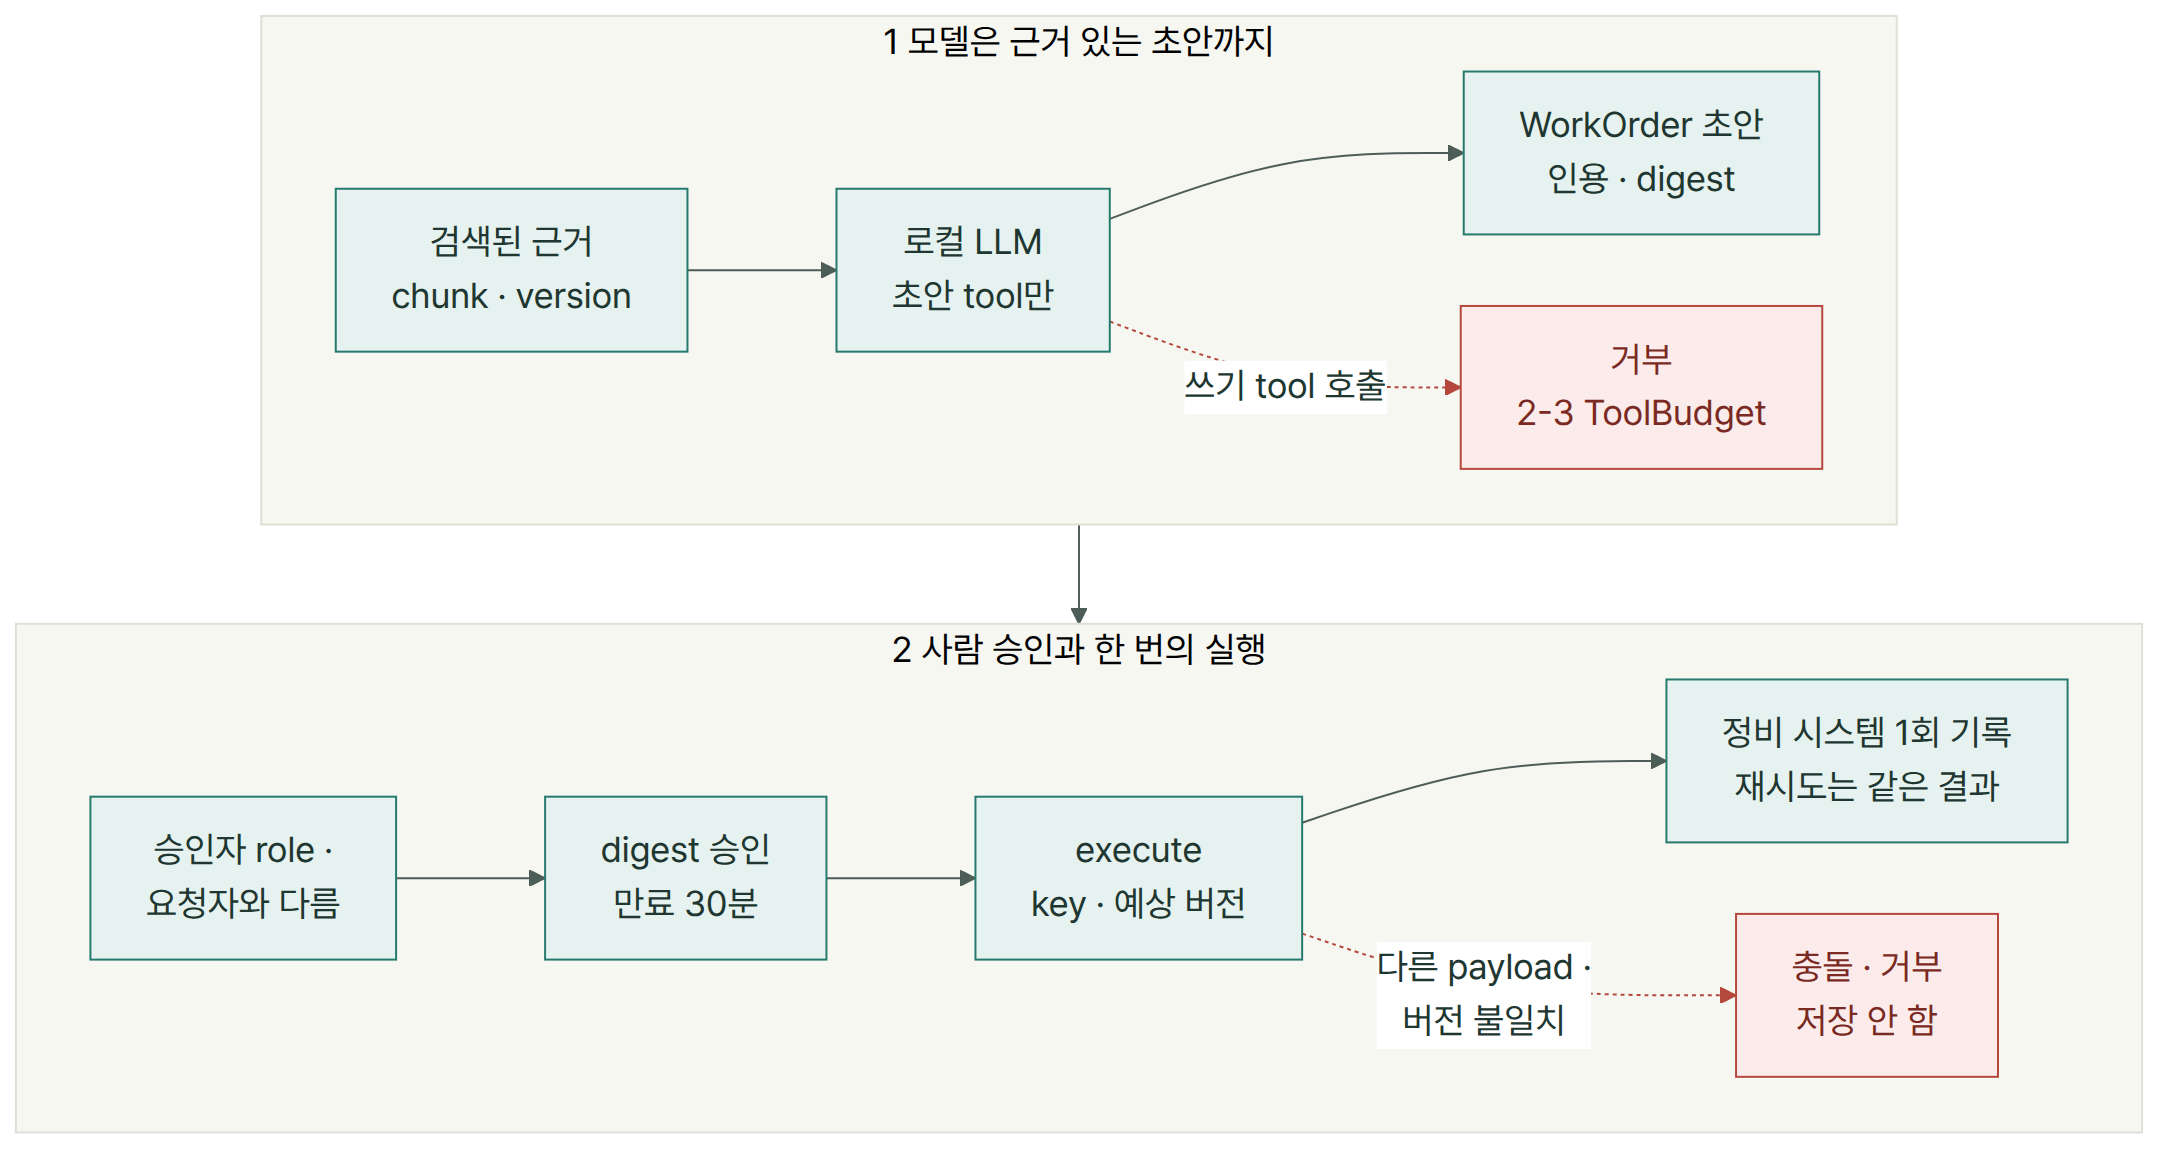 1 모델은 근거 있는 초안까지
검색된 근거
chunk · version
로컬 LLM
초안 tool만
WorkOrder 초안
인용 · digest
쓰기 tool 호출
거부
2-3 ToolBudget
2 사람 승인과 한 번의 실행
승인자 role ·
요청자와 다름
digest 승인
만료 30분
execute
key · 예상 버전
정비 시스템 1회 기록
재시도는 같은 결과
다른 payload ·
버전 불일치
충돌 · 거부
저장 안 함